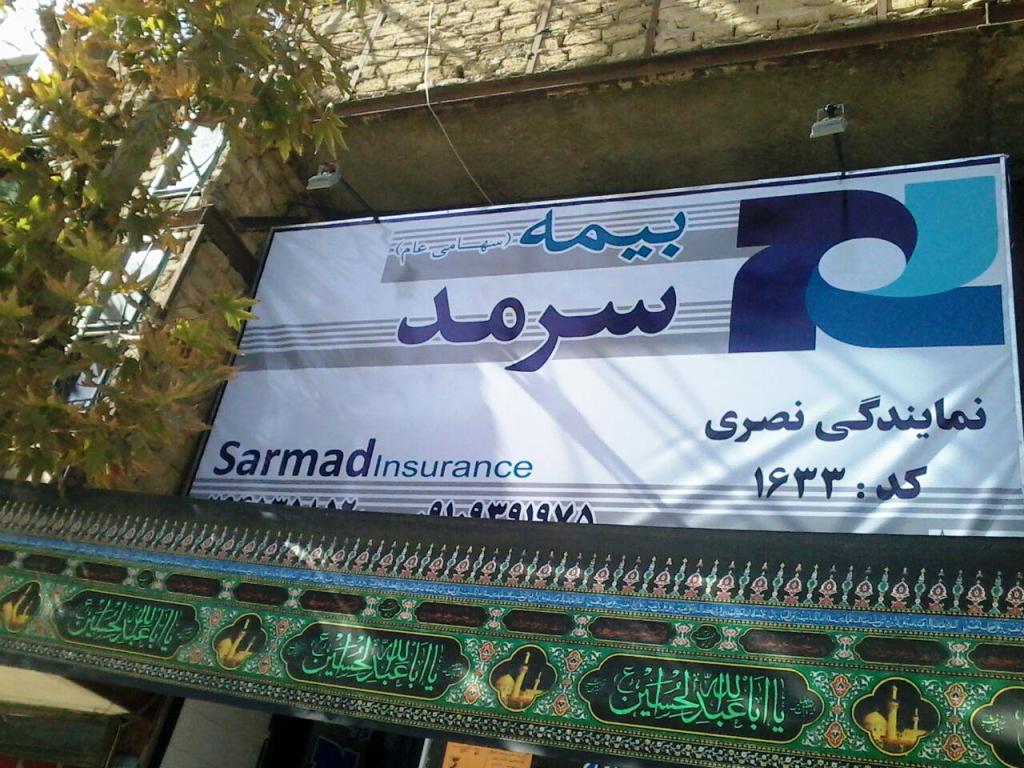 بیمه (سهامی عام)
سرمد
نمایندگی نصری
کد : ۱۶۳۳
Sarmad Insurance
۰۹۱۰۹۳۹۱۹۷۵
یا اباعبدالله الحسین
یا اباعبدالله الحسین
یا اباعبدالله الحسین